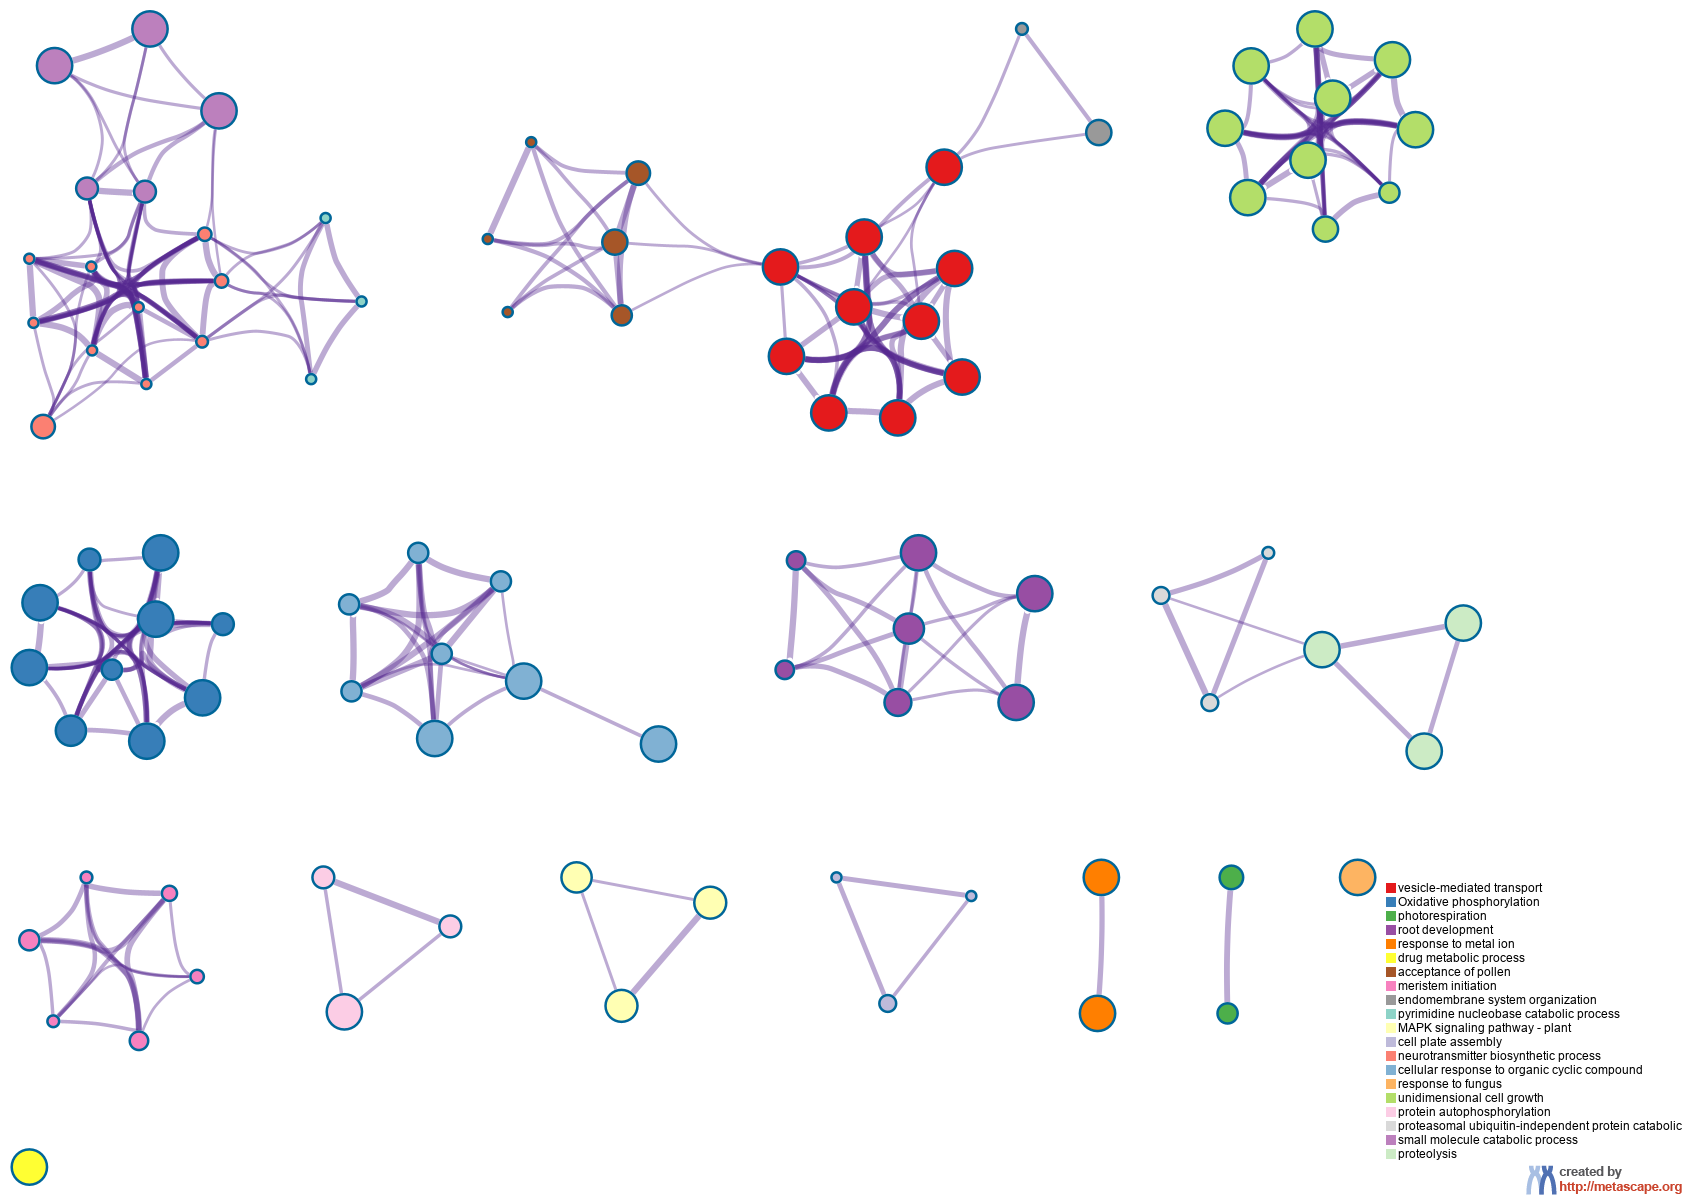 vesicle-mediated transport
Oxidative phosphorylation
photorespiration
root development
response to metal ion
drug metabolic process
acceptance of pollen
meristem initiation
endomembrane system organization
pyrimidine nucleobase catabolic process
MAPK signaling pathway - plant
cell plate assembly
neurotransmitter biosynthetic process
cellular response to organic cyclic compound
response to fungus
unidimensional cell growth
protein autophosphorylation
proteasomal ubiquitin-independent protein catabolic
small molecule catabolic process
proteolysis
created by
http://metascape.org